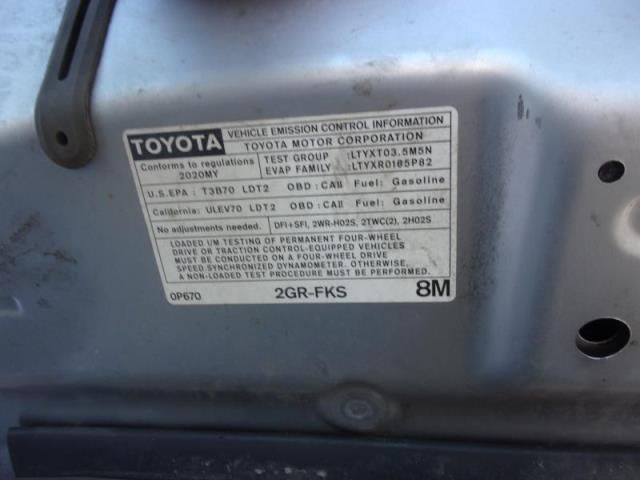 TOYOTA VEHICLE EMISSION CONTROL INFORMATION
TOYOTA MOTOR CORPORATION
Conforms to regulations 2020MY
TEST GROUP : LTYXT03.5M5N
EVAP FAMILY : LTYXR0165P82
U.S.EPA : T3B70 LDT2 OBD : CAII Fuel: Gasoline
California: ULEV70 LDT2 OBD : CAII Fuel: Gasoline
No adjustments needed. DFI+SFI, 2WR-HO2S, 2TWC(2), 2HO2S
LOADED I/M TESTING OF PERMANENT FOUR-WHEEL
DRIVE OR TRACTION CONTROL-EQUIPPED VEHICLES
MUST BE CONDUCTED ON A FOUR-WHEEL DRIVE
SPEED SYNCHRONIZED DYNAMOMETER. OTHERWISE,
A NON-LOADED TEST PROCEDURE MUST BE PERFORMED.
0P670 2GR-FKS 8M